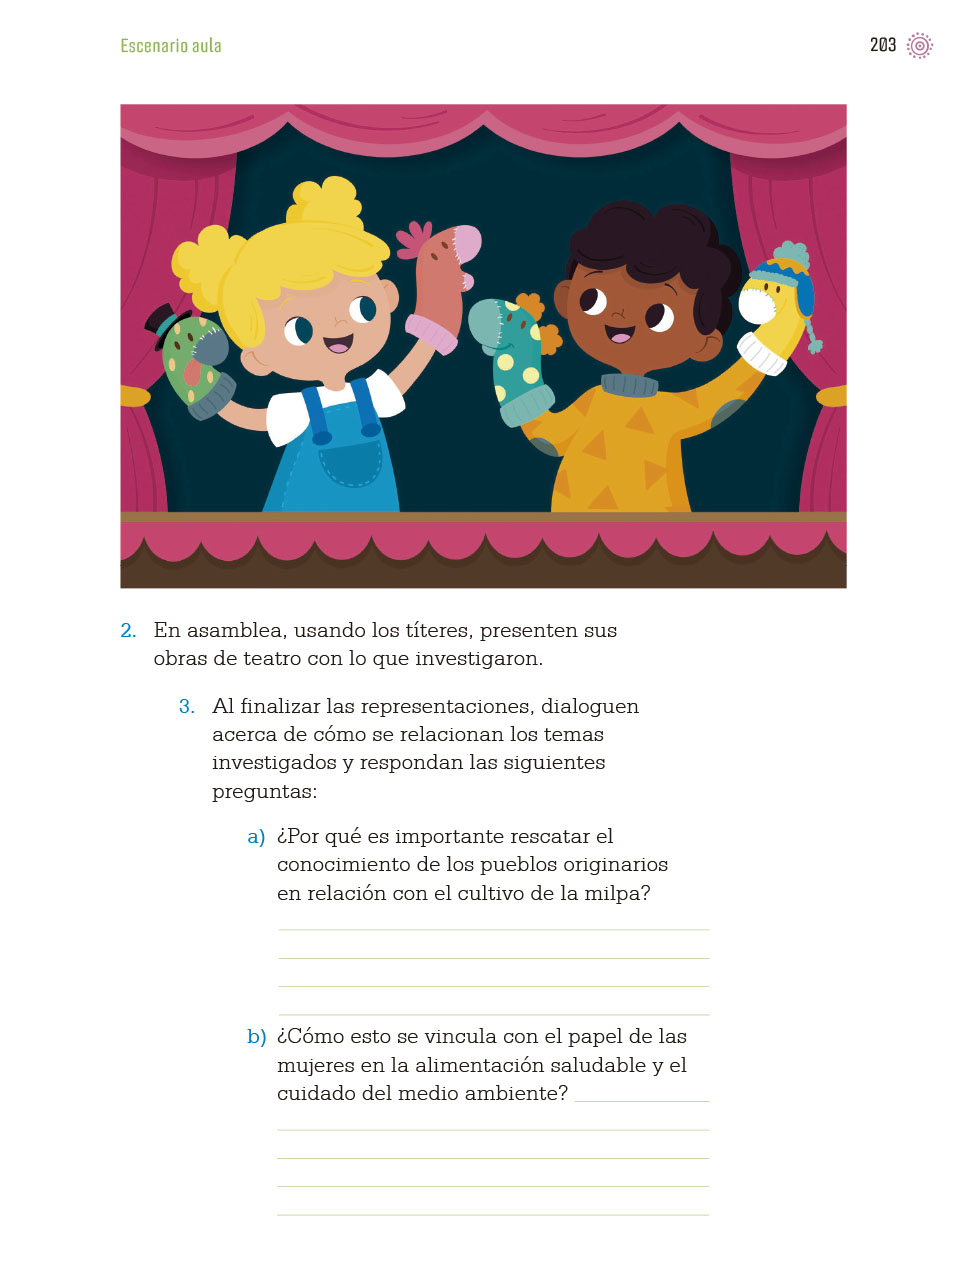 Escenario aula
203
2. En asamblea, usando los títeres, presenten sus
obras de teatro con lo que investigaron.
3. Al finalizar las representaciones, dialoguen
acerca de cómo se relacionan los temas
investigados y respondan las siguientes
preguntas:
a) ¿Por qué es importante rescatar el
conocimiento de los pueblos originarios
en relación con el cultivo de la milpa?
b) ¿Cómo esto se vincula con el papel de las
mujeres en la alimentación saludable y el
cuidado del medio ambiente?